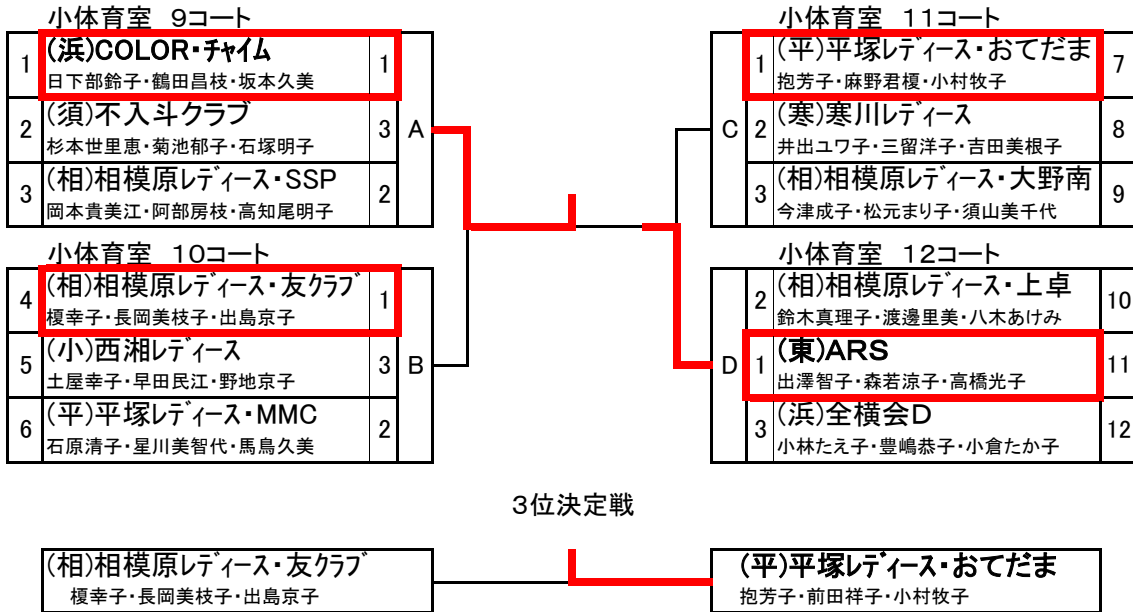 小体育室 9コート
1 (浜)COLOR・チャイム 1
日下部鈴子・鶴田昌枝・坂本久美
2 (須)不入斗クラブ 3
杉本世里恵・菊池郁子・石塚明子
3 (相)相模原レディース・SSP 2
岡本貴美江・阿部房枝・高知尾明子
A
小体育室 10コート
4 (相)相模原レディース・友クラブ 1
榎幸子・長岡美枝子・出島京子
5 (小)西湘レディース 3
土屋幸子・早田民江・野地京子
6 (平)平塚レディース・MMC 2
石原清子・星川美智代・馬鳥久美
B
小体育室 11コート
1 (平)平塚レディース・おてだま 7
抱芳子・麻野君榎・小村牧子
2 (寒)寒川レディース 8
井出ユワ子・三留洋子・吉田美根子
3 (相)相模原レディース・大野南 9
今津成子・松元まり子・須山美千代
C
小体育室 12コート
2 (相)相模原レディース・上卓 10
鈴木真理子・渡邊里美・八木あけみ
1 (東)ARS 11
出澤智子・森若涼子・高橋光子
3 (浜)全横会D 12
小林たえ子・豊嶋恭子・小倉たか子
D
3位決定戦
(相)相模原レディース・友クラブ
榎幸子・長岡美枝子・出島京子
(平)平塚レディース・おてだま
抱芳子・前田祥子・小村牧子